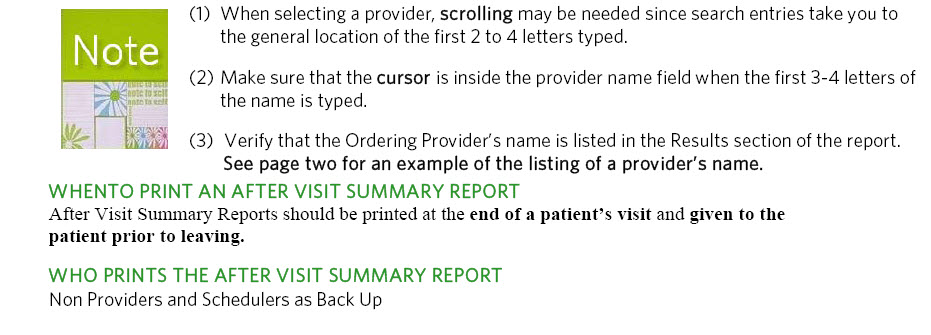 Note
(1) When selecting a provider, scrolling may be needed since search entries take you to
the general location of the first 2 to 4 letters typed.
(2) Make sure that the cursor is inside the provider name field when the first 3-4 letters of
the name is typed.
(3) Verify that the Ordering Provider's name is listed in the Results section of the report.
See page two for an example of the listing of a provider's name.
WHENTO PRINT AN AFTER VISIT SUMMARY REPORT
After Visit Summary Reports should be printed at the end of a patient's visit and given to the
patient prior to leaving.
WHO PRINTS THE AFTER VISIT SUMMARY REPORT
Non Providers and Schedulers as Back Up